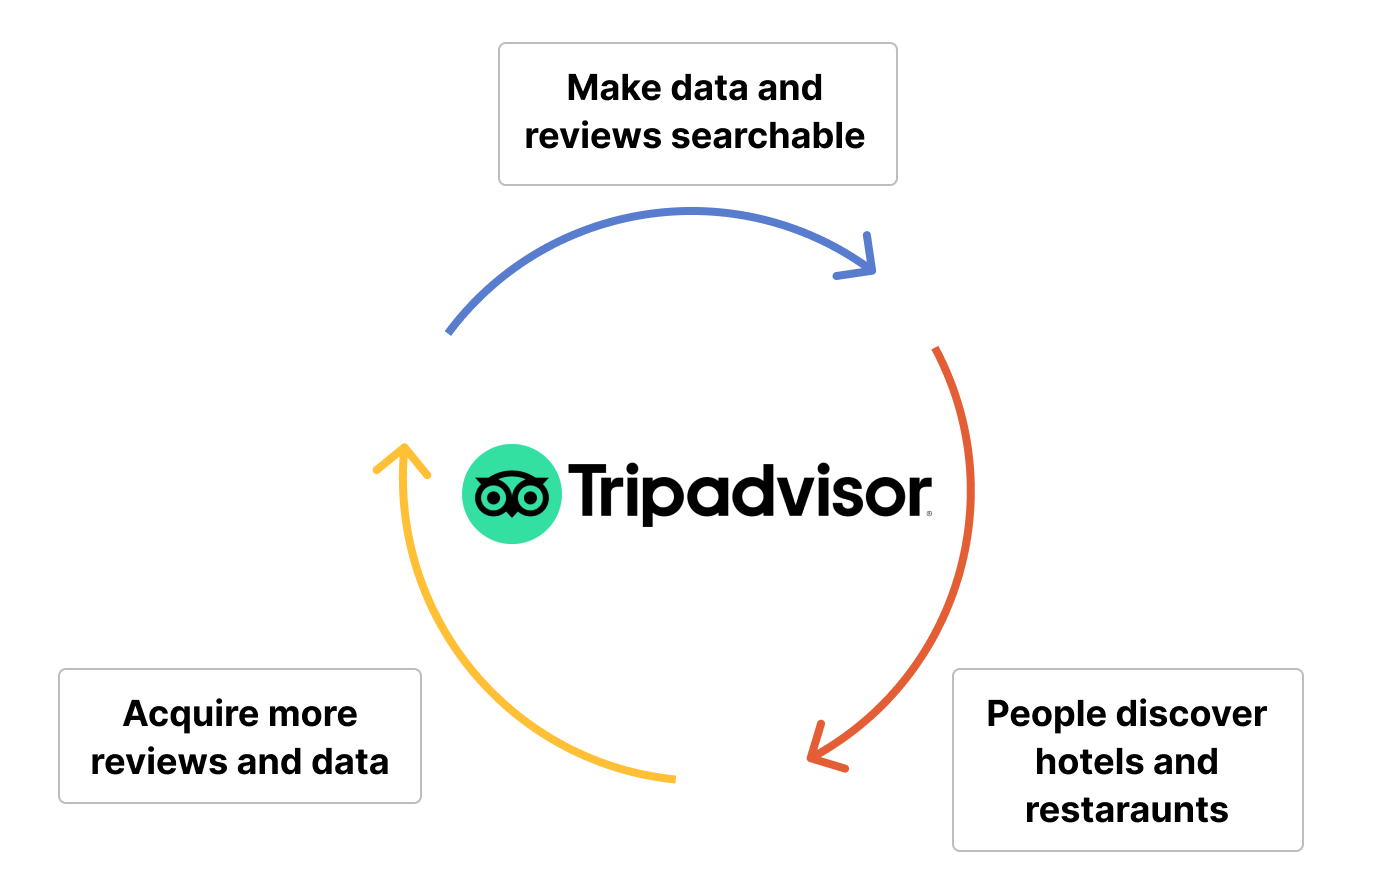 Make data and
reviews searchable
Tripadvisor®
Acquire more
reviews and data
People discover
hotels and
restaraunts